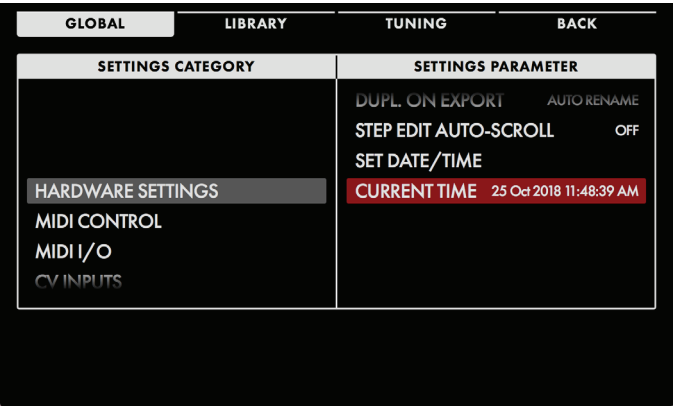 GLOBAL LIBRARY TUNING BACK
SETTINGS CATEGORY
HARDWARE SETTINGS
MIDI CONTROL
MIDI I/O
CV INPUTS
SETTINGS PARAMETER
DUPL. ON EXPORT AUTO RENAME
STEP EDIT AUTO-SCROLL OFF
SET DATE/TIME
CURRENT TIME 25 Oct 2018 11:48:39 AM